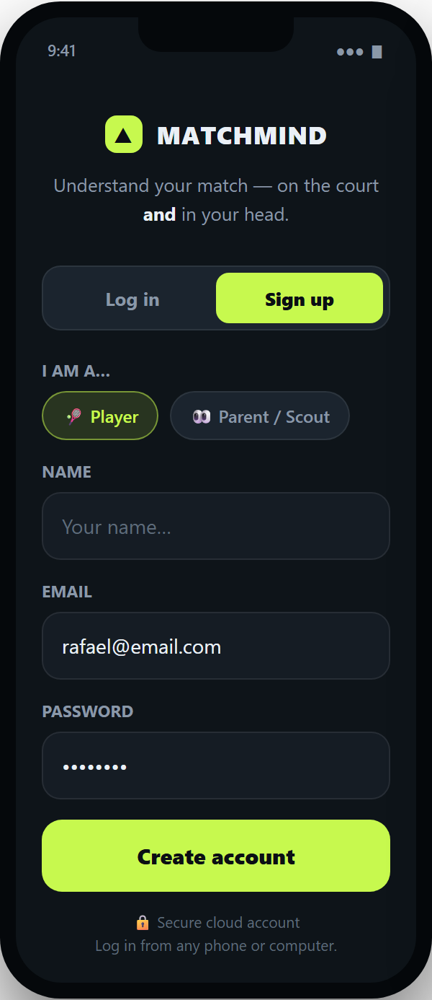 9:41
MATCHMIND
Understand your match — on the court
and in your head.
Log in
Sign up
I AM A...
Player
Parent / Scout
NAME
Your name...
EMAIL
rafael@email.com
PASSWORD
••••••••
Create account
Secure cloud account
Log in from any phone or computer.